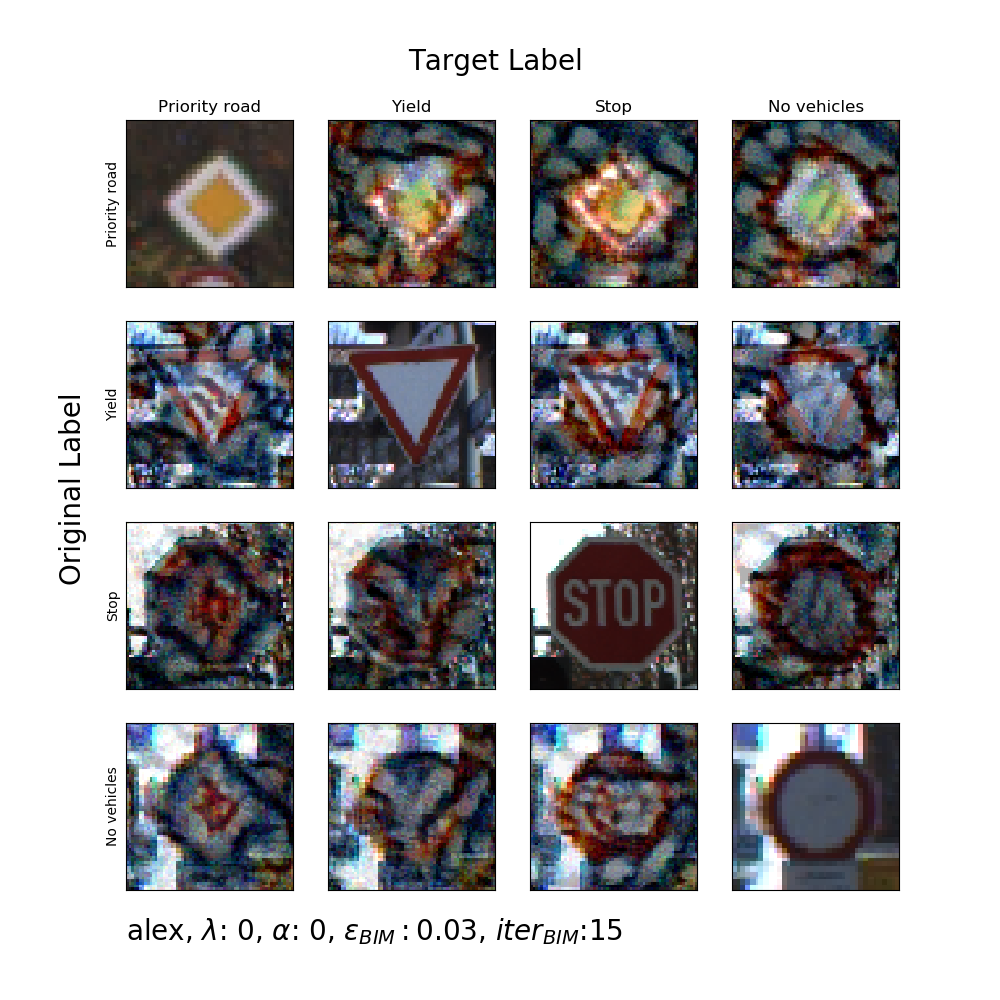 Target Label
Priority road Yield Stop No vehicles
Original Label
Priority road
Yield
Stop
STOP
No vehicles
alex, λ: 0, α: 0, ε_BIM : 0.03, iter_BIM:15